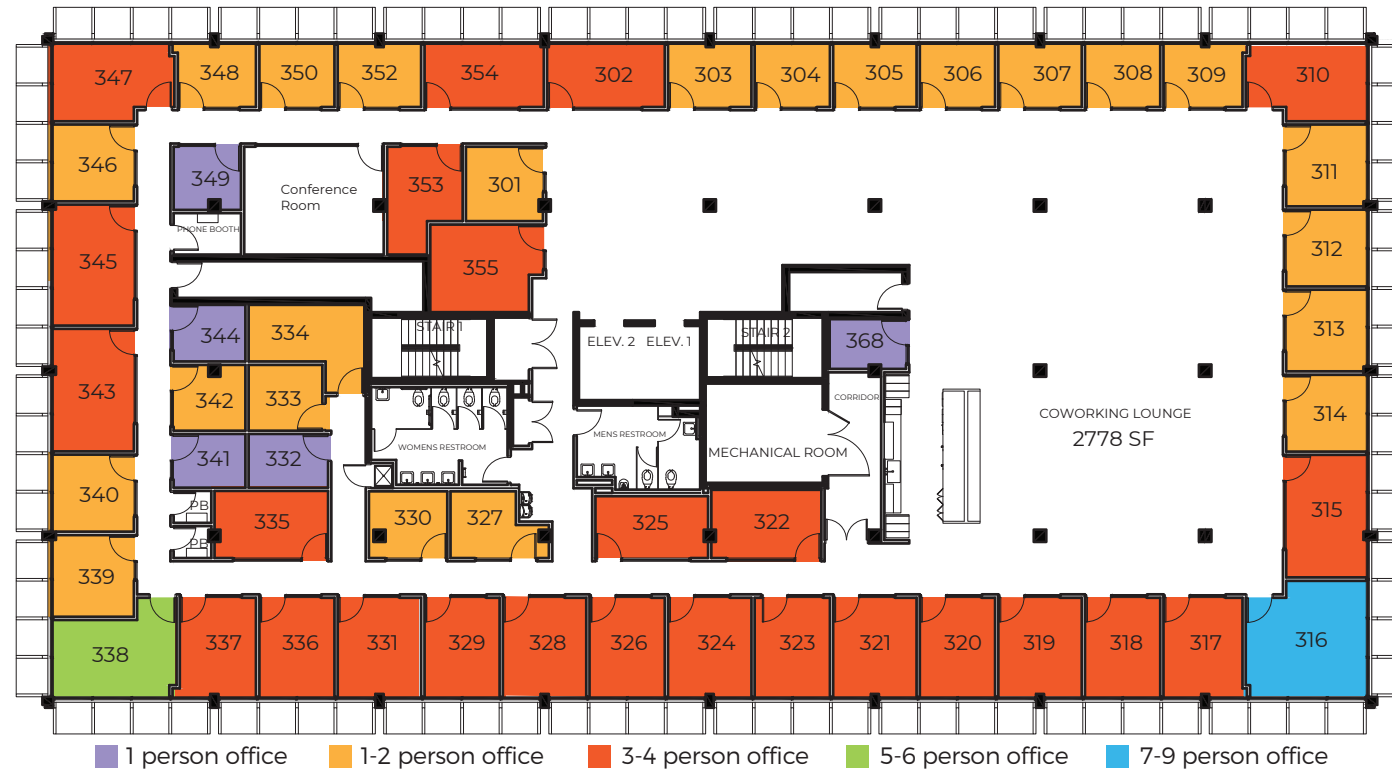 347
348
350
352
354
302
303
304
305
306
307
308
309
310
346
349
Conference
Room
353
301
311
PHONE BOOTH
345
355
312
344
334
STAIR 1
ELEV. 2
ELEV. 1
STAIR 2
368
313
343
342
333
CORRIDOR
COWORKING LOUNGE
2778 SF
314
341
332
WOMENS RESTROOM
MENS RESTROOM
MECHANICAL ROOM
340
PB
335
330
327
325
322
315
PB
339
338
337
336
331
329
328
326
324
323
321
320
319
318
317
316
1 person office
1-2 person office
3-4 person office
5-6 person office
7-9 person office